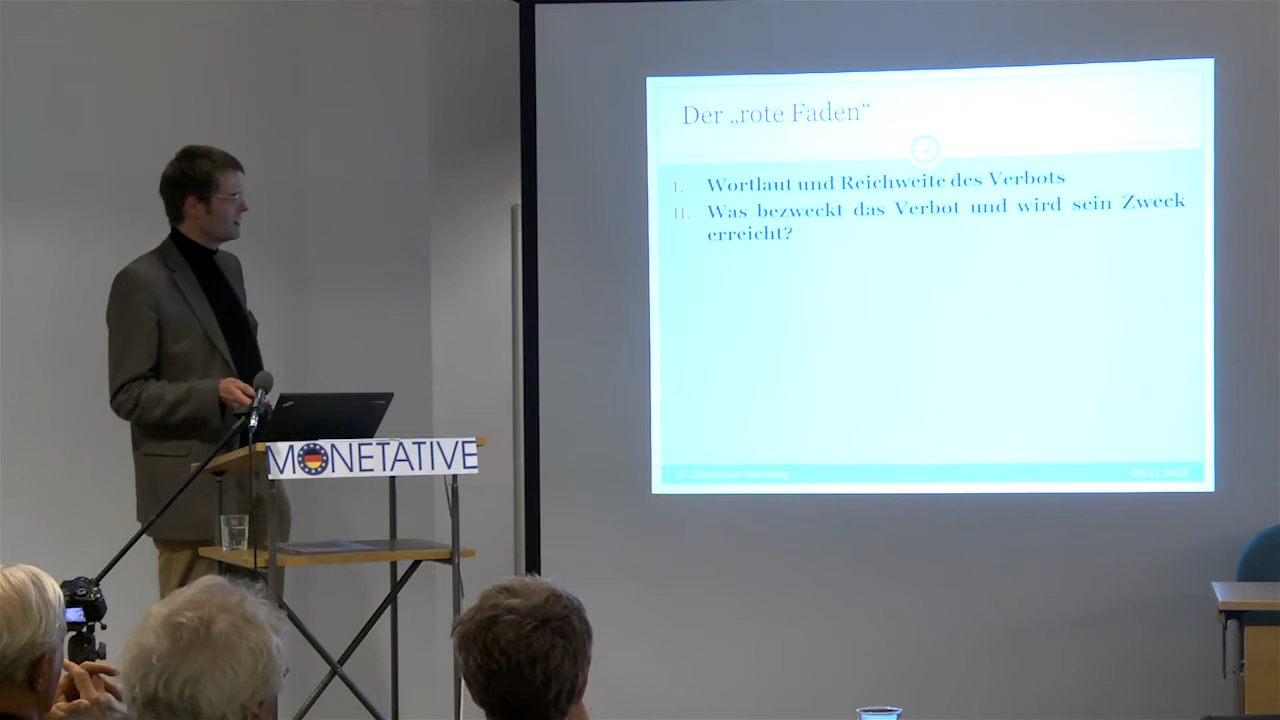 Der „rote Faden“
I. Wortlaut und Reichweite des Verbots
II. Was bezweckt das Verbot und wird sein Zweck
erreicht?
MONETATIVE